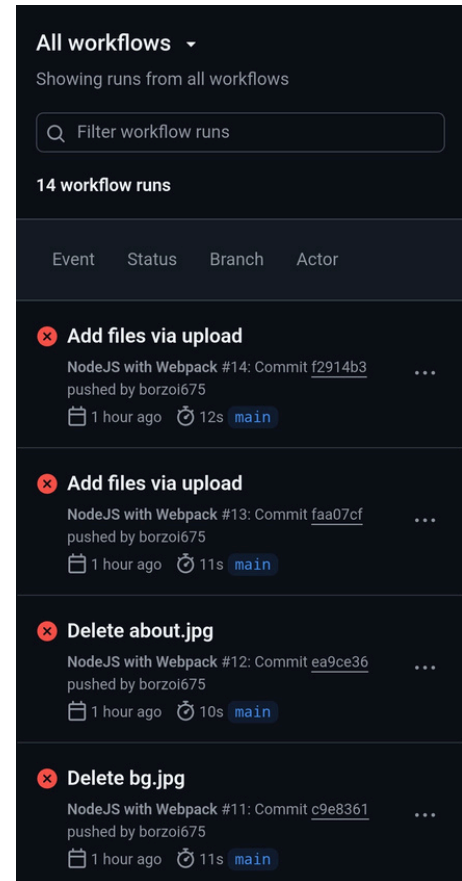 All workflows
Showing runs from all workflows
Filter workflow runs
14 workflow runs
Event Status Branch Actor
Add files via upload
NodeJS with Webpack #14: Commit f2914b3
pushed by borzoi675
1 hour ago 12s main
Add files via upload
NodeJS with Webpack #13: Commit faa07cf
pushed by borzoi675
1 hour ago 11s main
Delete about.jpg
NodeJS with Webpack #12: Commit ea9ce36
pushed by borzoi675
1 hour ago 10s main
Delete bg.jpg
NodeJS with Webpack #11: Commit c9e8361
pushed by borzoi675
1 hour ago 11s main